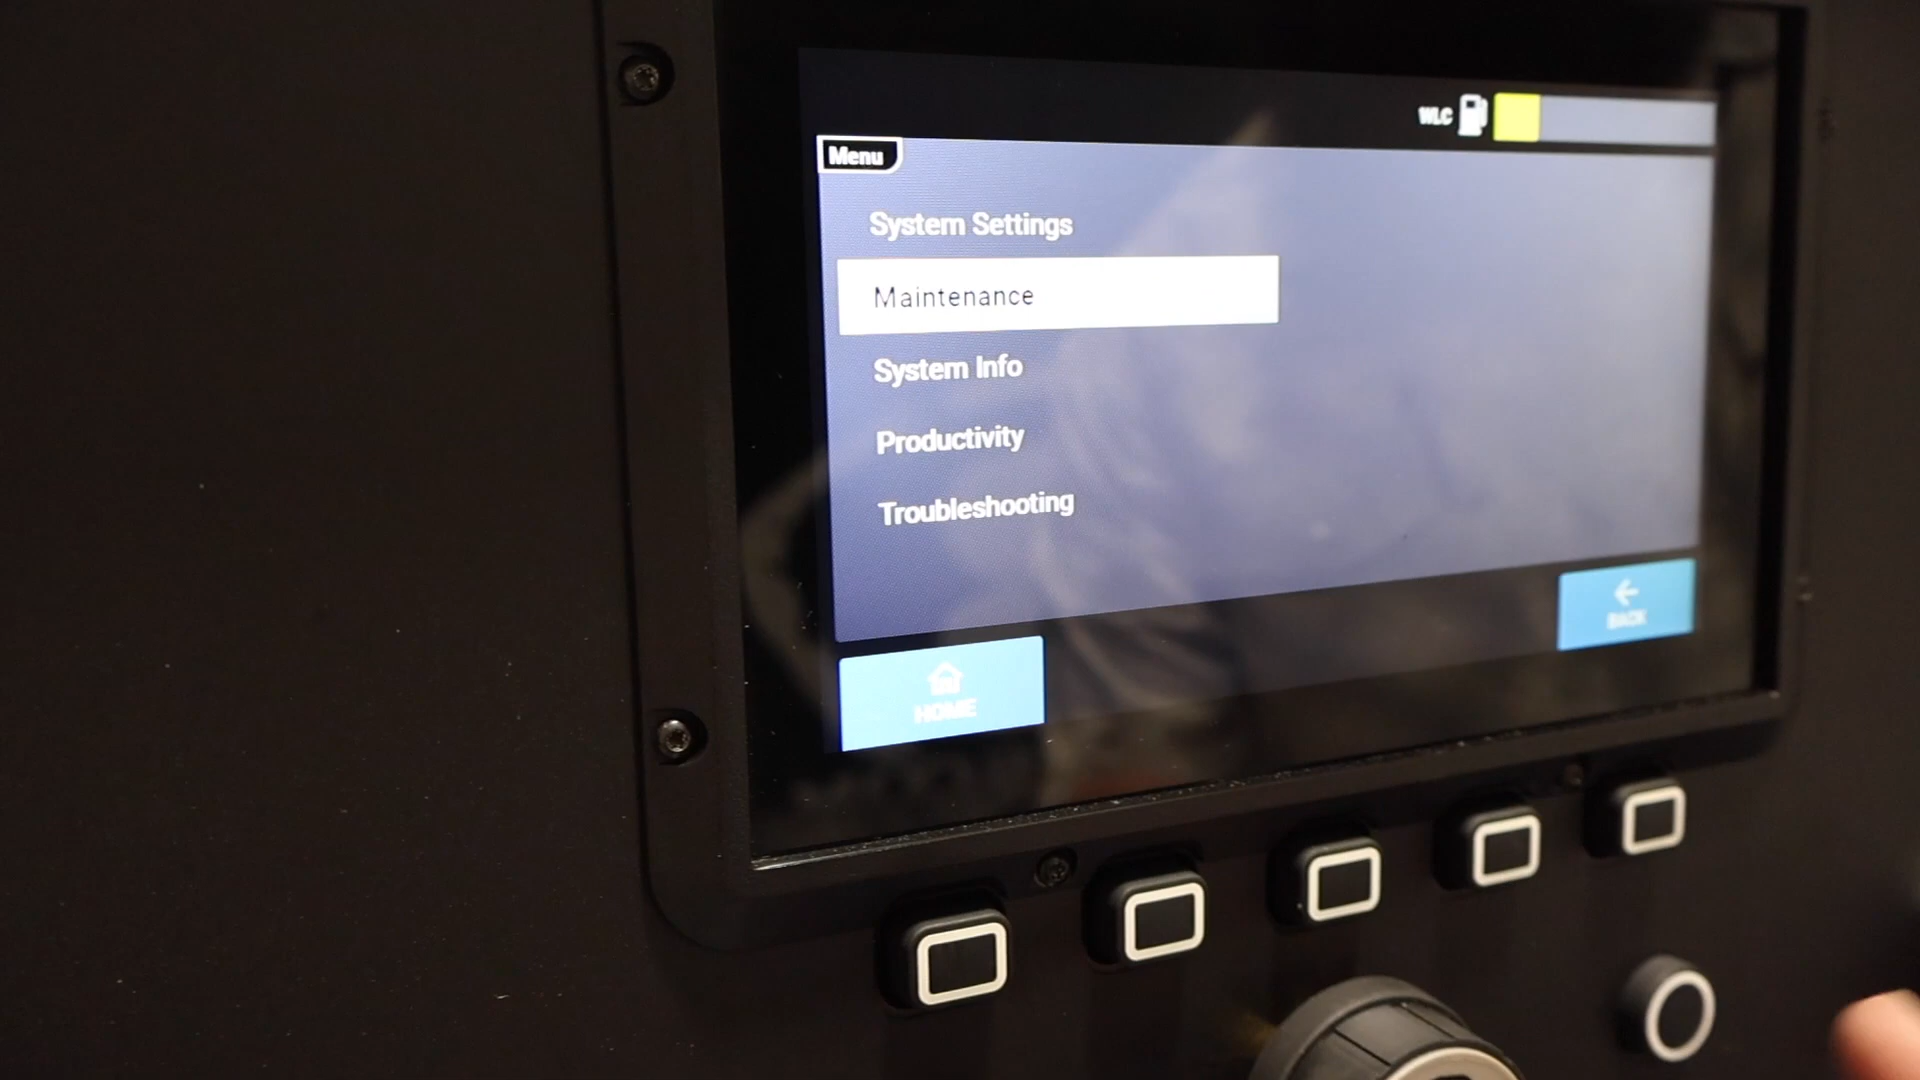 WLC
Menu
System Settings
Maintenance
System Info
Productivity
Troubleshooting
BACK
HOME